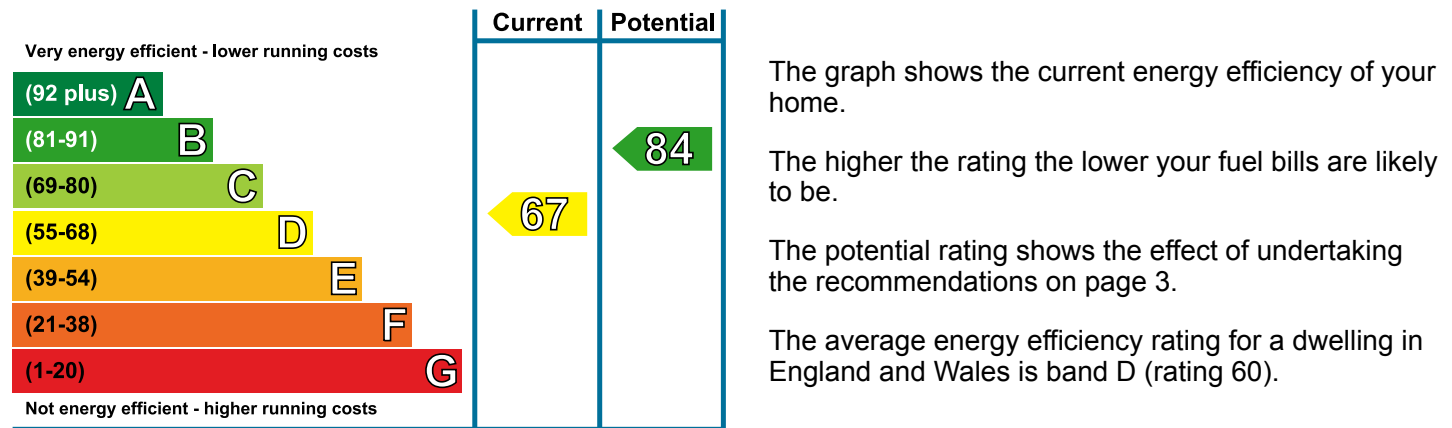 Current Potential
Very energy efficient - lower running costs
(92 plus) A
(81-91) B
84
(69-80) C
67
(55-68) D
(39-54) E
(21-38) F
(1-20) G
Not energy efficient - higher running costs
The graph shows the current energy efficiency of your
home.
The higher the rating the lower your fuel bills are likely
to be.
The potential rating shows the effect of undertaking
the recommendations on page 3.
The average energy efficiency rating for a dwelling in
England and Wales is band D (rating 60).